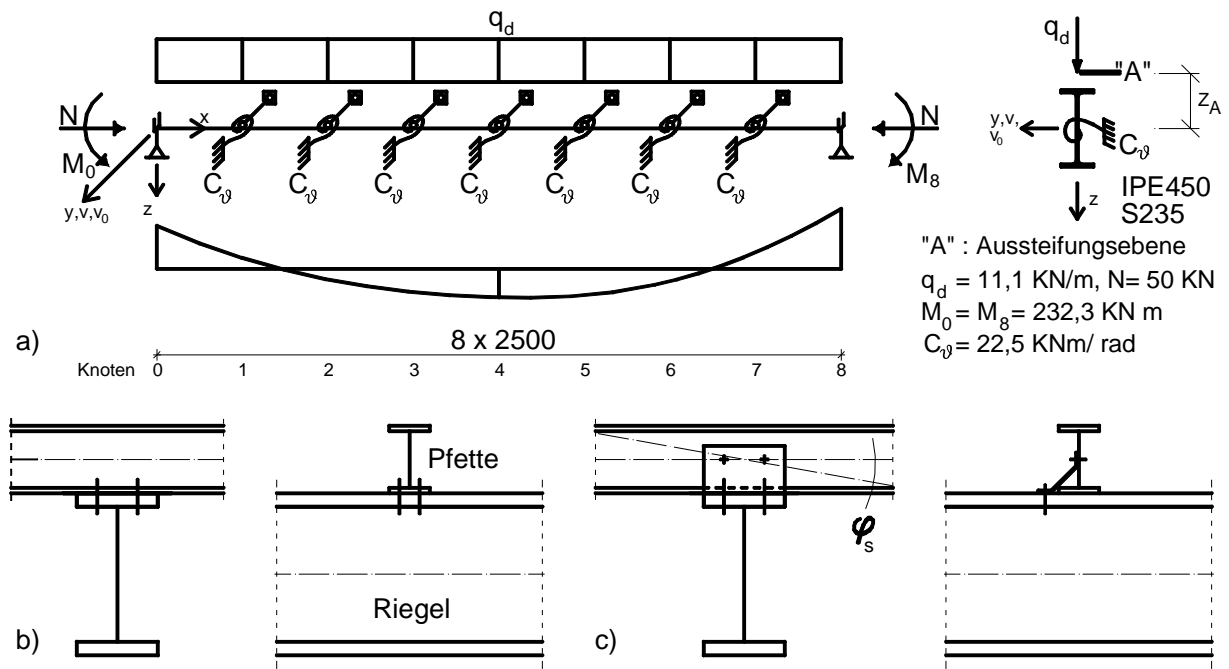 q_d
q_d
"A"
z_A
N
x
N
y,v,
v_0
M_0
C_ϑ
C_ϑ
C_ϑ
C_ϑ
C_ϑ
C_ϑ
C_ϑ
M_8
C_ϑ
y,v,v_0
z
z
IPE450
S235
"A" : Aussteifungsebene
q_d = 11,1 KN/m, N= 50 KN
M_0 = M_8 = 232,3 KN m
C_ϑ = 22,5 KNm/ rad
a)
8 x 2500
Knoten 0 1 2 3 4 5 6 7 8
Pfette
φ_s
Riegel
b)
c)